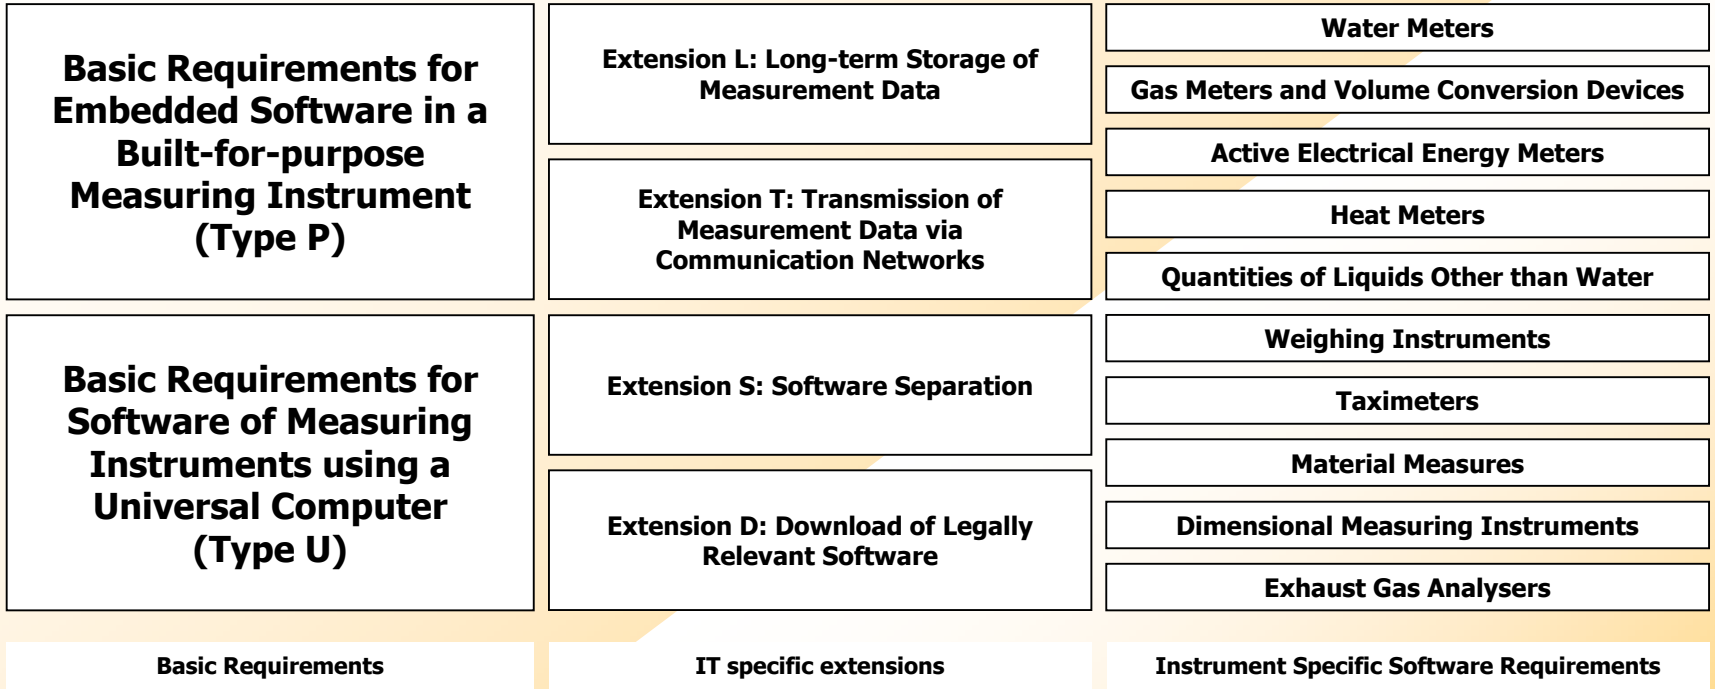 Basic Requirements for
Embedded Software in a
Built-for-purpose
Measuring Instrument
(Type P)
Basic Requirements for
Software of Measuring
Instruments using a
Universal Computer
(Type U)
Basic Requirements
Extension L: Long-term Storage of
Measurement Data
Extension T: Transmission of
Measurement Data via
Communication Networks
Extension S: Software Separation
Extension D: Download of Legally
Relevant Software
IT specific extensions
Water Meters
Gas Meters and Volume Conversion Devices
Active Electrical Energy Meters
Heat Meters
Quantities of Liquids Other than Water
Weighing Instruments
Taximeters
Material Measures
Dimensional Measuring Instruments
Exhaust Gas Analysers
Instrument Specific Software Requirements